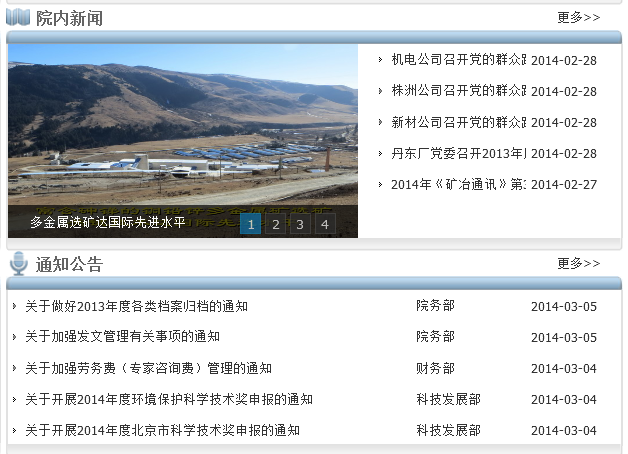 院内新闻 更多>>
机电公司召开党的群众 2014-02-28
株洲公司召开党的群众 2014-02-28
新材公司召开党的群众 2014-02-28
丹东厂党委召开2013年 2014-02-28
2014年《矿冶通讯》第 2014-02-27
多金属选矿达国际先进水平 1 2 3 4
通知公告 更多>>
关于做好2013年度各类档案归档的通知 院务部 2014-03-05
关于加强发文管理有关事项的通知 院务部 2014-03-05
关于加强劳务费（专家咨询费）管理的通知 财务部 2014-03-04
关于开展2014年度环境保护科学技术奖申报的通知 科技发展部 2014-03-04
关于开展2014年度北京市科学技术奖申报的通知 科技发展部 2014-03-04